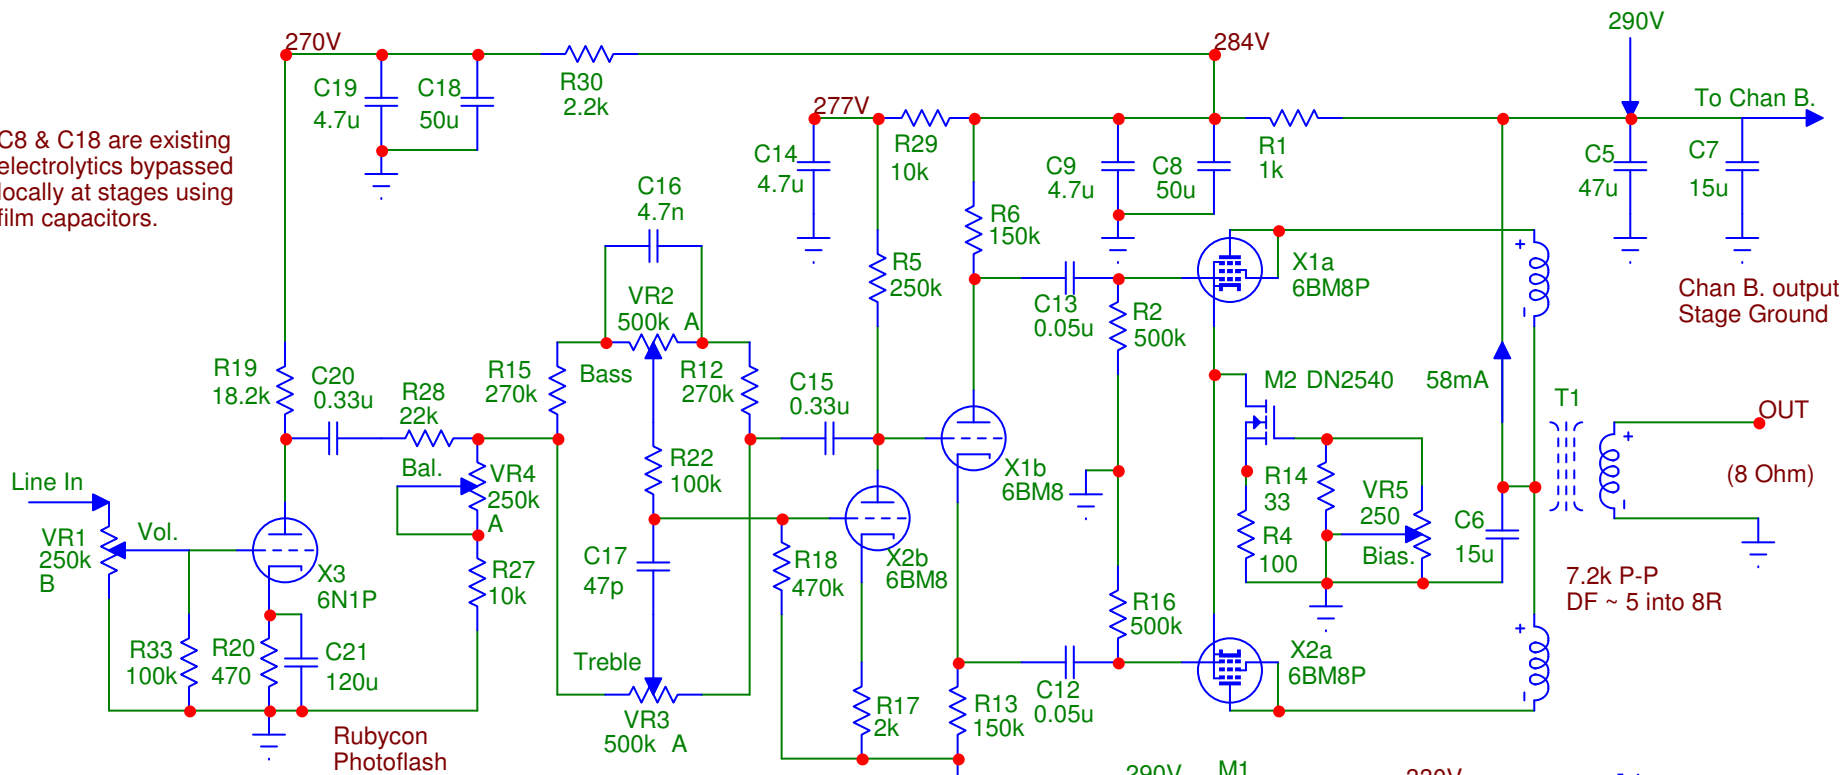 290V
270V
284V
To Chan B.
C19
4.7u
C18
50u
R30
2.2k
277V
C8 & C18 are existing
electrolytics bypassed
locally at stages using
film capacitors.
C14
4.7u
R29
10k
C9
4.7u
C8
50u
R1
1k
C5
47u
C7
15u
C16
4.7n
R6
150k
R5
250k
X1a
6BM8P
+
-
Chan B. output
Stage Ground
VR2
500k A
Bass
C13
0.05u
R2
500k
R19
18.2k
C20
0.33u
R28
22k
R15
270k
R12
270k
C15
0.33u
M2 DN2540
58mA
T1
OUT
+
-
(8 Ohm)
Line In
VR1
250k
B
Vol.
Bal.
VR4
250k
A
R22
100k
X1b
6BM8
R14
33
VR5
250
Bias.
R4
100
C6
15u
X3
6N1P
C17
47p
R18
470k
X2b
6BM8
R27
10k
R16
500k
7.2k P-P
DF ~ 5 into 8R
R33
100k
R20
470
C21
120u
Treble
VR3
500k A
R17
2k
R13
150k
C12
0.05u
X2a
6BM8P
+
-
Rubycon
Photoflash
290V
M1
220V